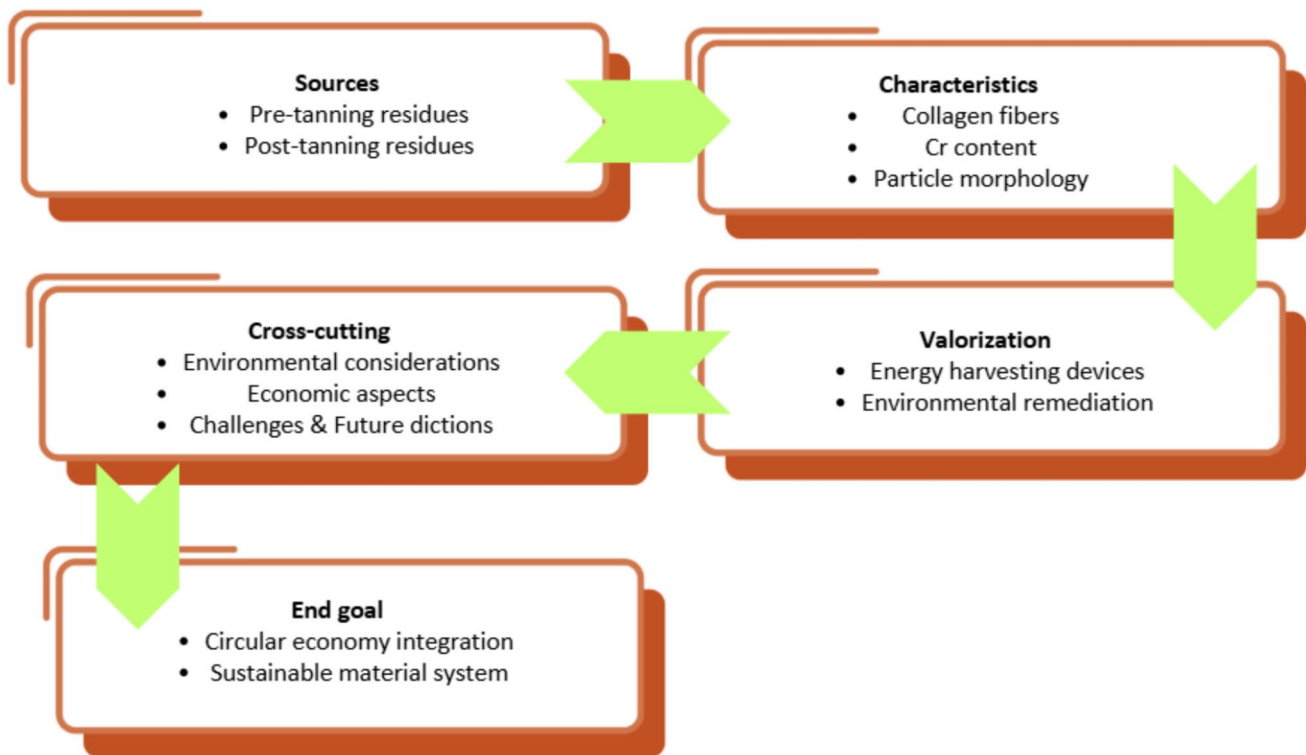 Sources
• Pre-tanning residues
• Post-tanning residues
Characteristics
• Collagen fibers
• Cr content
• Particle morphology
Valorization
• Energy harvesting devices
• Environmental remediation
Cross-cutting
• Environmental considerations
• Economic aspects
• Challenges & Future dictions
End goal
• Circular economy integration
• Sustainable material system